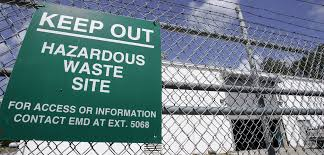 KEEP OUT
HAZARDOUS
WASTE
SITE
FOR ACCESS OR INFORMATION
CONTACT EMD AT EXT. 5068